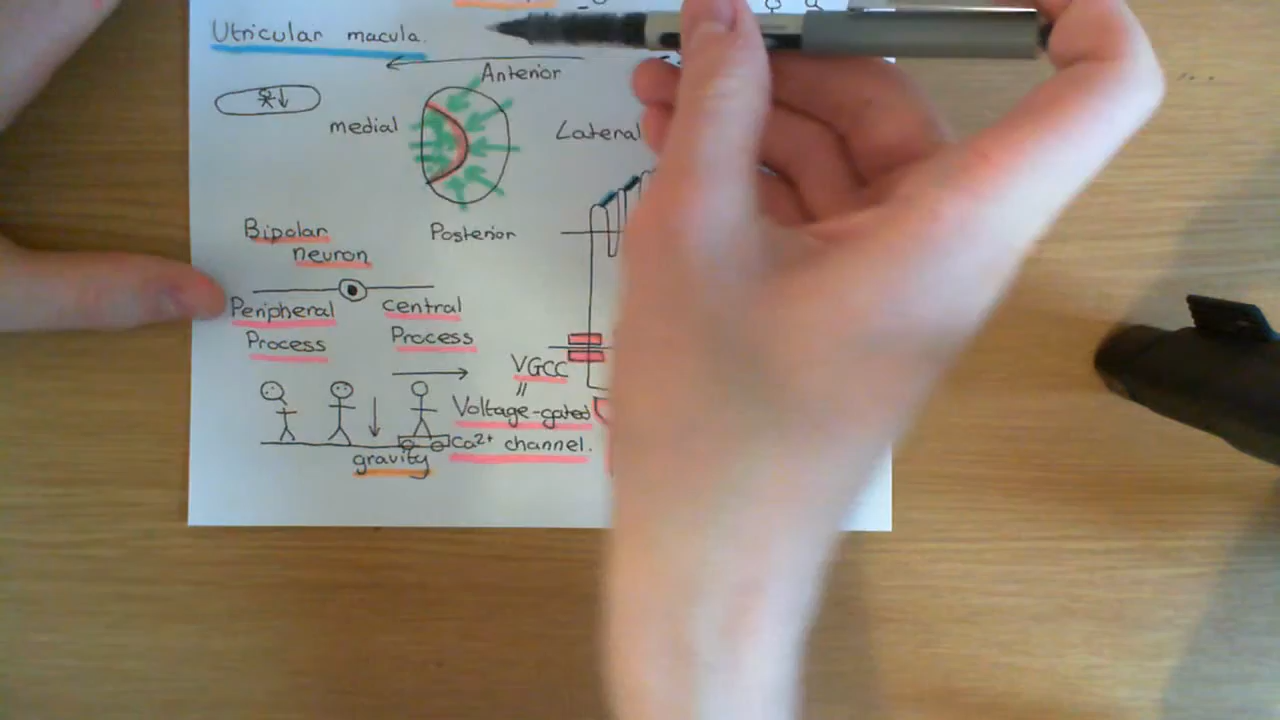 Utricular macula.
Anterior
medial
Lateral
Posterior
Bipolar
neuron
Peripheral
Process
central
Process
VGCC
"
Voltage-gated
Ca²⁺ channel.
gravity